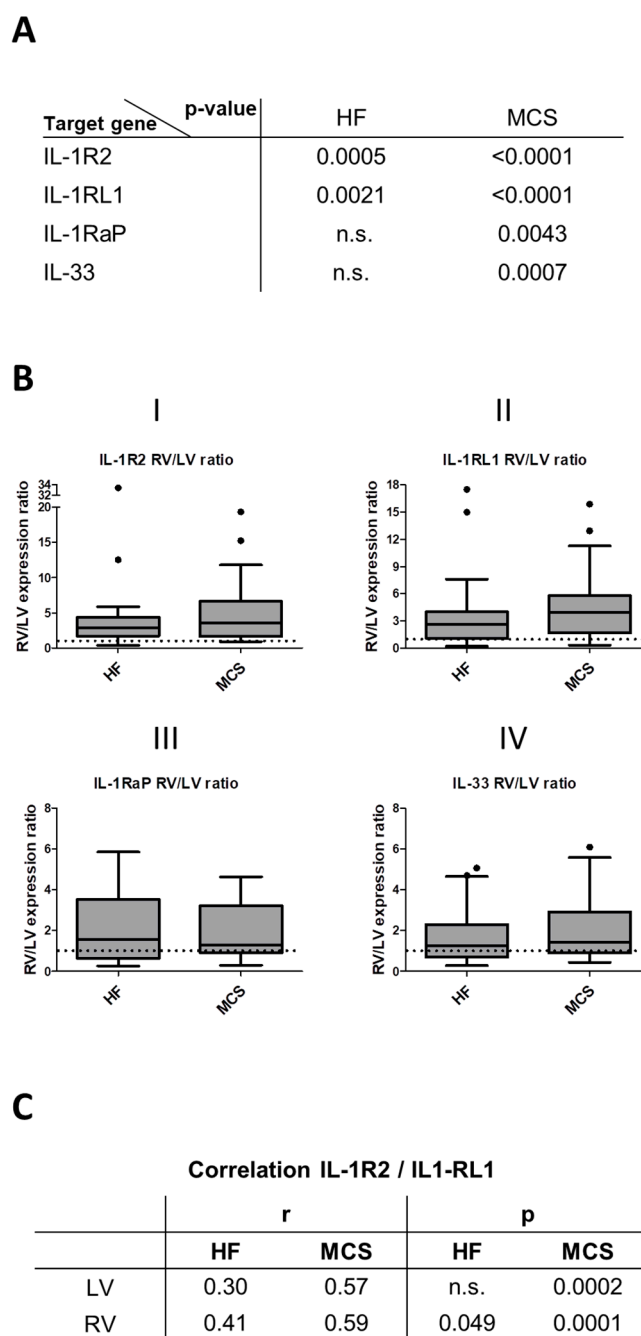 A
p-value HF MCS
Target gene
IL-1R2 0.0005 <0.0001
IL-1RL1 0.0021 <0.0001
IL-1RaP n.s. 0.0043
IL-33 n.s. 0.0007
B
I
IL-1R2 RV/LV ratio
RV/LV expression ratio
34
32
20
15
10
5
0
HF MCS
II
IL-1RL1 RV/LV ratio
RV/LV expression ratio
18
15
12
9
6
3
0
HF MCS
III
IL-1RaP RV/LV ratio
RV/LV expression ratio
8
6
4
2
0
HF MCS
IV
IL-33 RV/LV ratio
RV/LV expression ratio
8
6
4
2
0
HF MCS
C
Correlation IL-1R2 / IL1-RL1
r p
HF MCS HF MCS
LV 0.30 0.57 n.s. 0.0002
RV 0.41 0.59 0.049 0.0001